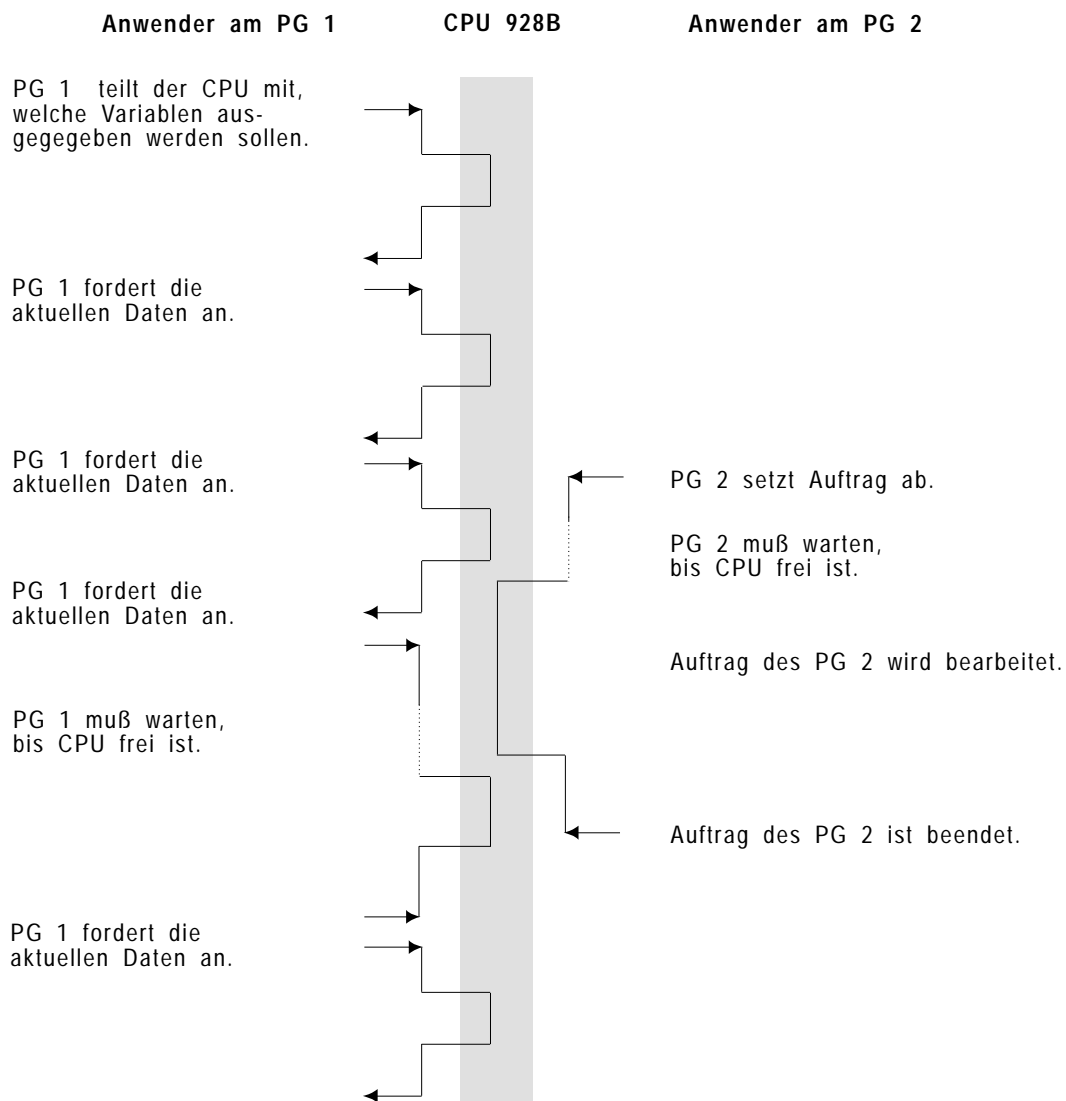 Anwender am PG 1 CPU 928B Anwender am PG 2
PG 1 teilt der CPU mit,
welche Variablen aus-
gegegeben werden sollen.
PG 1 fordert die
aktuellen Daten an.
PG 1 fordert die
aktuellen Daten an.
PG 2 setzt Auftrag ab.
PG 2 muß warten,
bis CPU frei ist.
PG 1 fordert die
aktuellen Daten an.
Auftrag des PG 2 wird bearbeitet.
PG 1 muß warten,
bis CPU frei ist.
Auftrag des PG 2 ist beendet.
PG 1 fordert die
aktuellen Daten an.